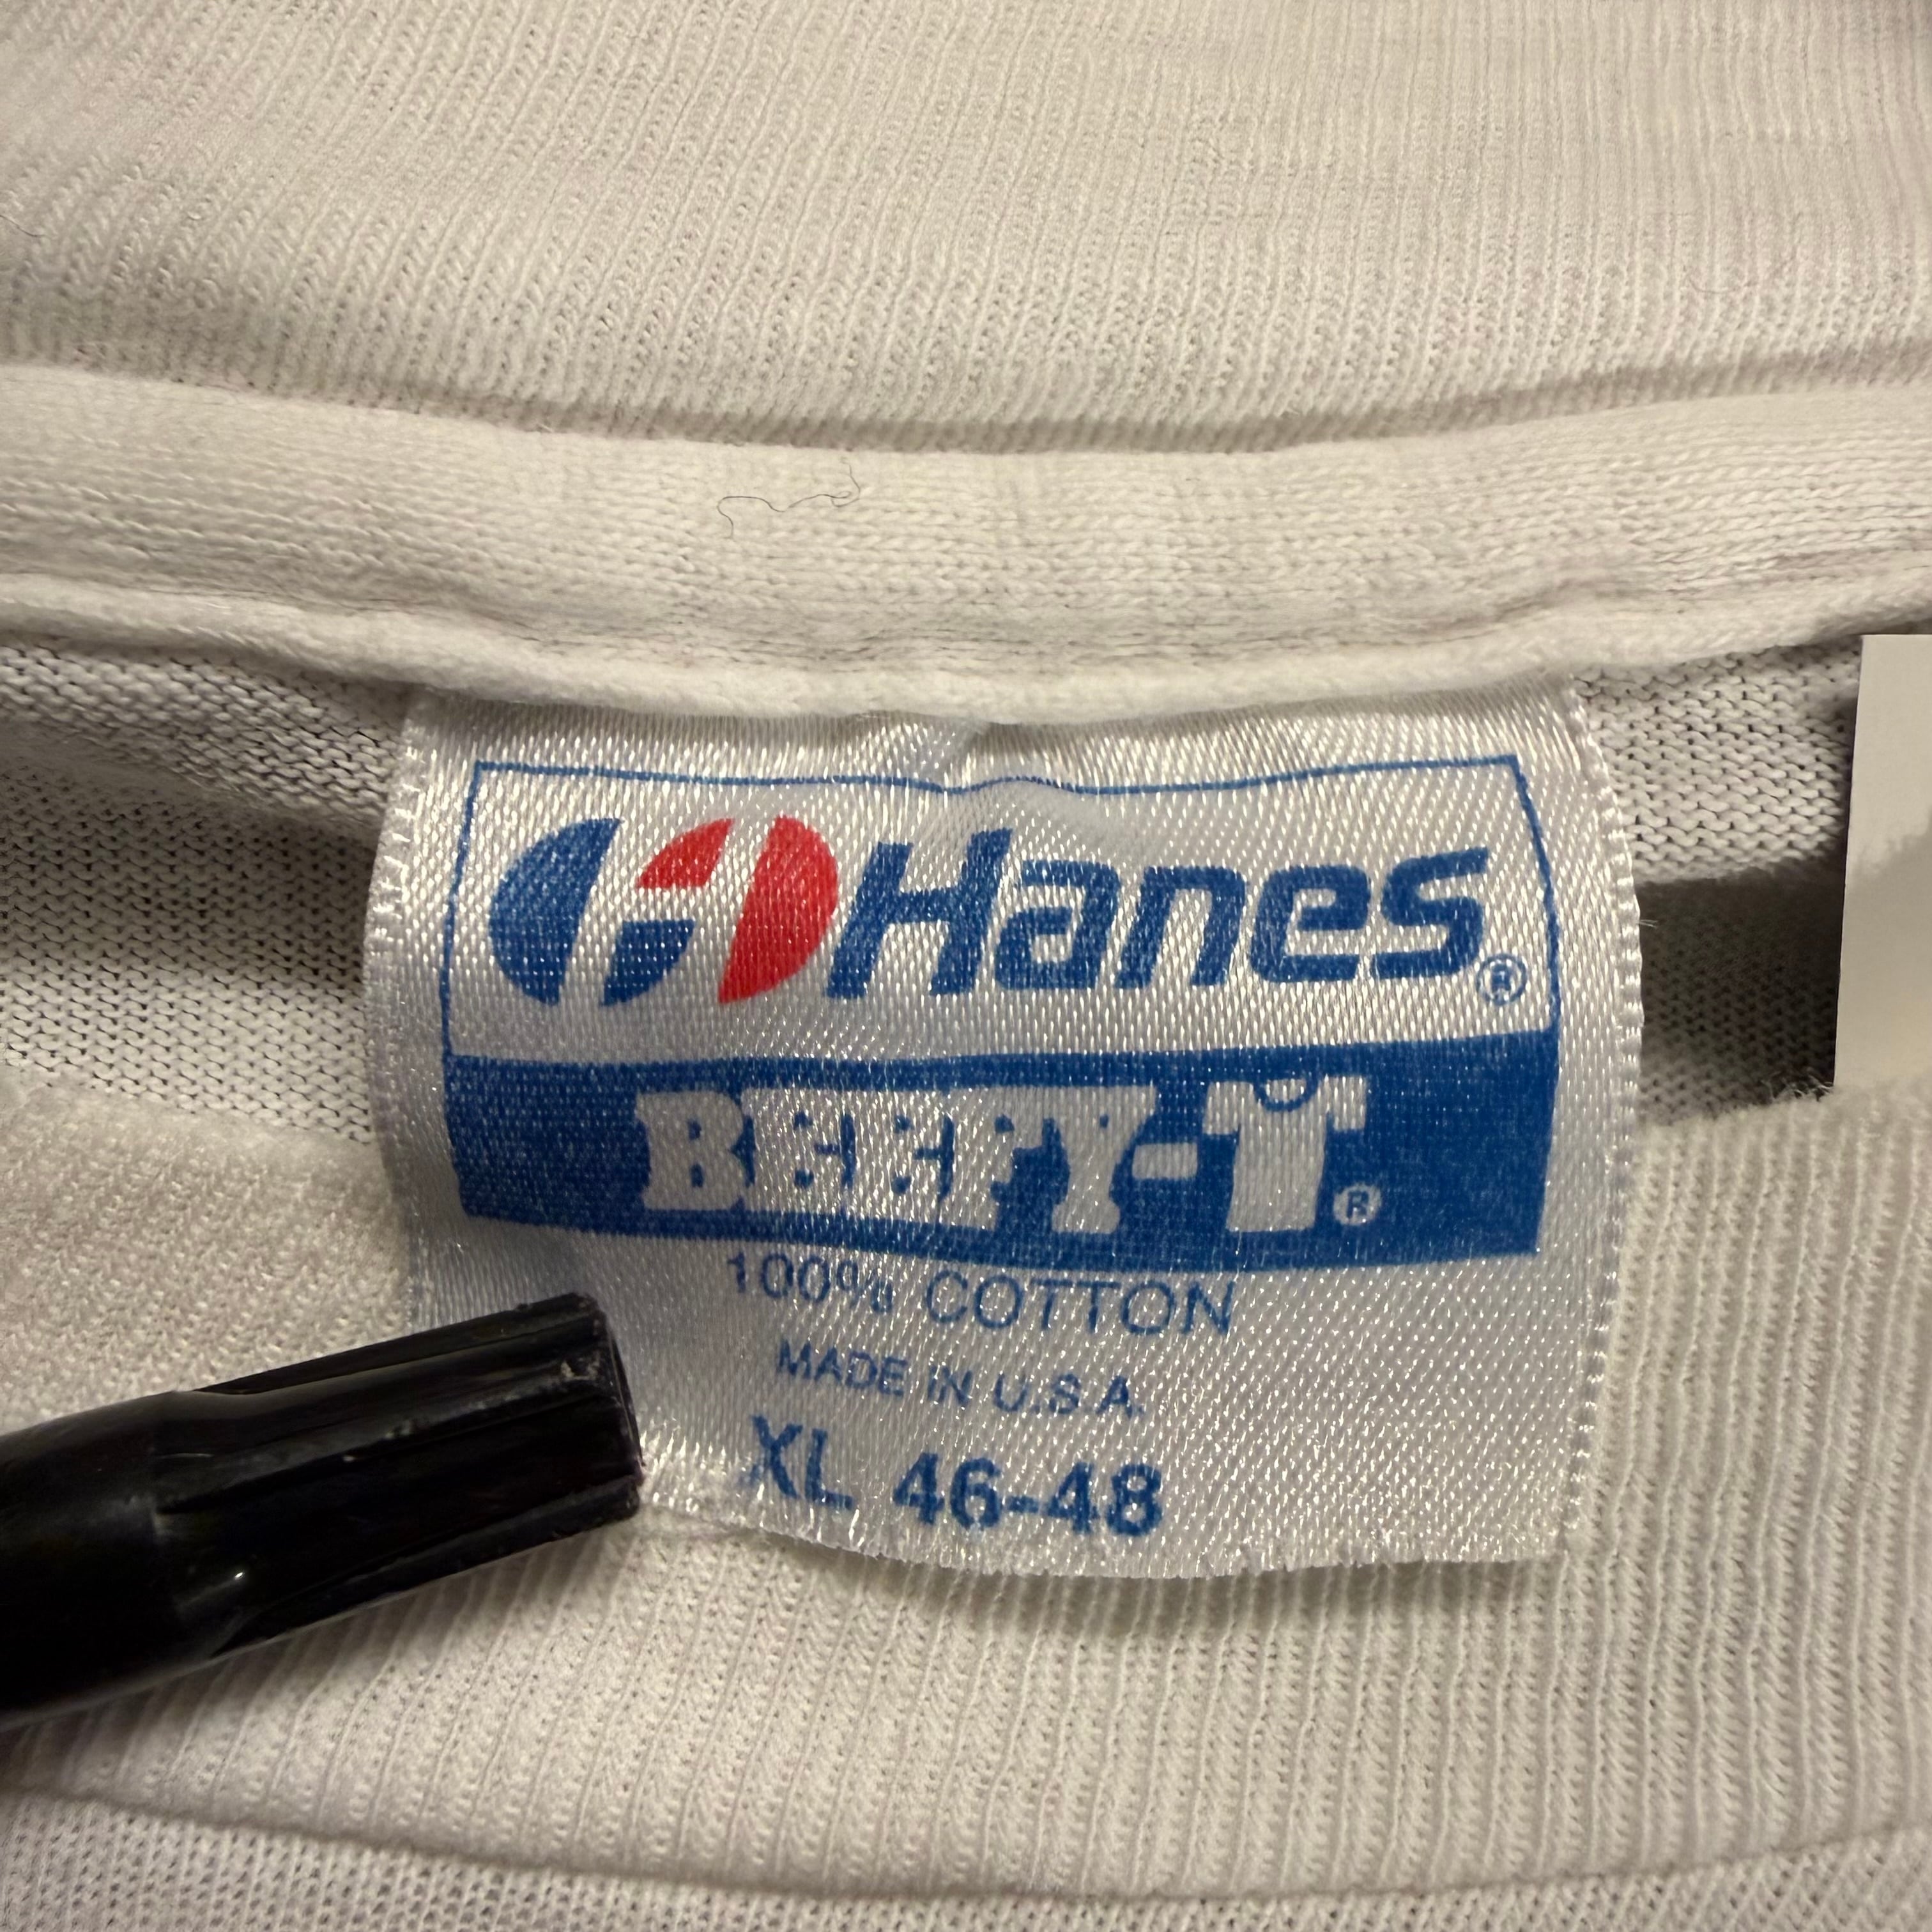 Hanes®
BEEFY-T®
100% COTTON
MADE IN U.S.A.
XL 46-48